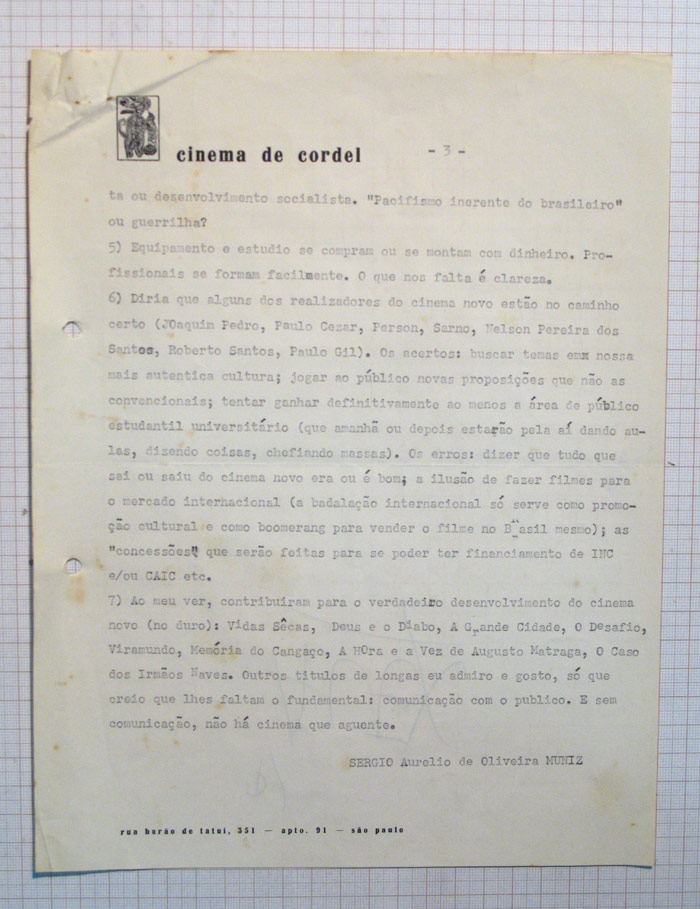 cinema de cordel
- 3 -
ta ou desenvolvimento socialista. "Pacifismo inerente do brasileiro"
ou guerrilha?
5) Equipamento e estudio se compram ou se montam com dinheiro. Pro-
fissionais se formam facilmente. O que nos falta é clareza.
6) Diria que alguns dos realizadores do cinema novo estão no caminho
certo (JOaquim Pedro, Paulo Cezar, Person, Sarno, Nelson Pereira dos
Santos, Roberto Santos, Paulo Gil). Os acertos: buscar temas emx nossa
mais autentica cultura; jogar ao público novas proposições que não as
convencionais; tentar ganhar definitivamente ao menos a área de público
estudantil universitário (que amanhã ou depois estarão pela aí dando au-
las, dizendo coisas, chefiando massas). Os erros: dizer que tudo que
sai ou saiu do cinema novo era ou é bom; a ilusão de fazer filmes para
o mercado internacional (a badalação internacional só serve como promo-
ção cultural e como boomerang para vender o filme no Brasil mesmo); as
"concessões" que serão feitas para se poder ter financiamento de INC
e/ou CAIC etc.
7) Ao meu ver, contribuiram para o verdadeiro desenvolvimento do cinema
novo (no duro): Vidas Sêcas, Deus e o Diabo, A Grande Cidade, O Desafio,
Viramundo, Memória do Cangaço, A HOra e a Vez de Augusto Matraga, O Caso
dos Irmãos Naves. Outros titulos de longas eu admiro e gosto, só que
creio que lhes faltam o fundamental: comunicação com o publico. E sem
comunicação, não há cinema que aguente.
SERGIO Aurelio de Oliveira MUNIZ
rua barão de tatuí, 351 — apto. 91 — são paulo